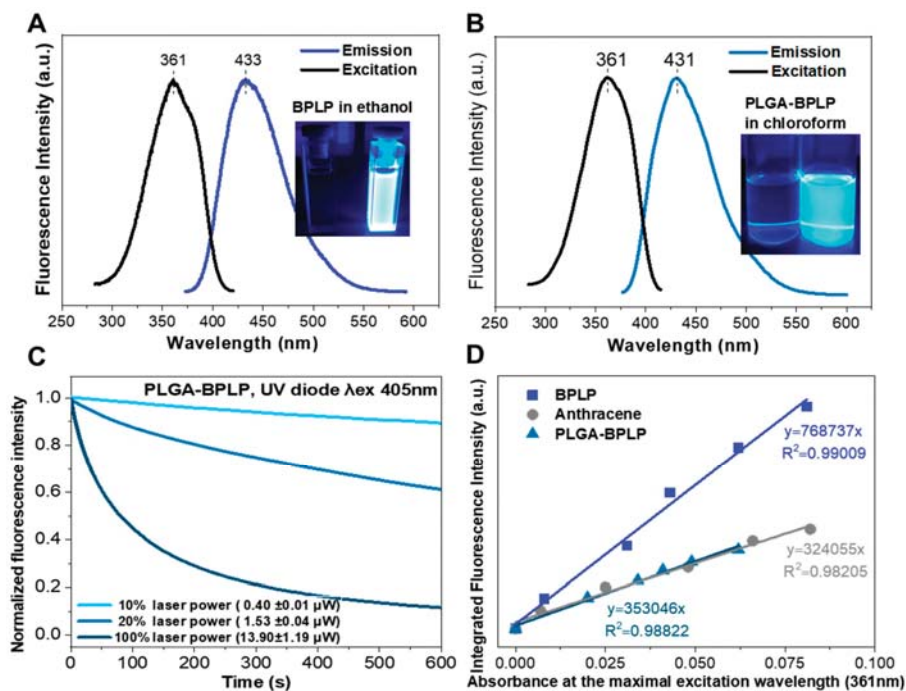 A
361
433
Emission
Excitation
BPLP in ethanol
Fluorescence Intensity (a.u.)
250 300 350 400 450 500 550 600
Wavelength (nm)
B
361
431
Emission
Excitation
PLGA-BPLP
in chloroform
Fluorescence Intensity (a.u.)
250 300 350 400 450 500 550 600
Wavelength (nm)
C
PLGA-BPLP, UV diode λex 405nm
Normalized fluorescence intensity
1.0
0.8
0.6
0.4
0.2
0.0
10% laser power ( 0.40 ±0.01 µW)
20% laser power ( 1.53 ±0.04 µW)
100% laser power (13.90±1.19 µW)
0 100 200 300 400 500 600
Time (s)
D
BPLP
Anthracene
PLGA-BPLP
y=768737x
R²=0.99009
y=324055x
R²=0.98205
y=353046x
R²=0.98822
Integrated Fluorescence Intensity (a.u.)
0.000 0.025 0.050 0.075 0.100
Absorbance at the maximal excitation wavelength (361nm)